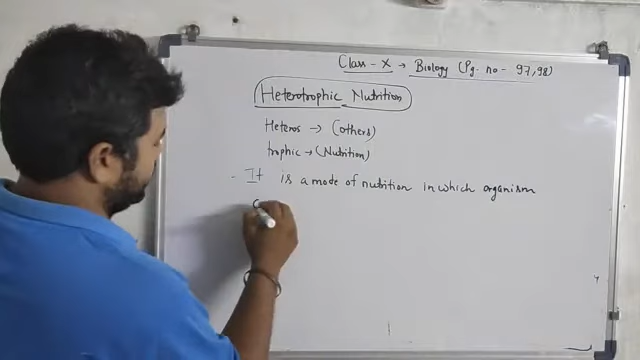 Class - X → Biology (Pg. no - 97,98)
Heterotrophic Nutrition
Heteros → (others)
trophic → (Nutrition)
- It is a mode of nutrition in which organism